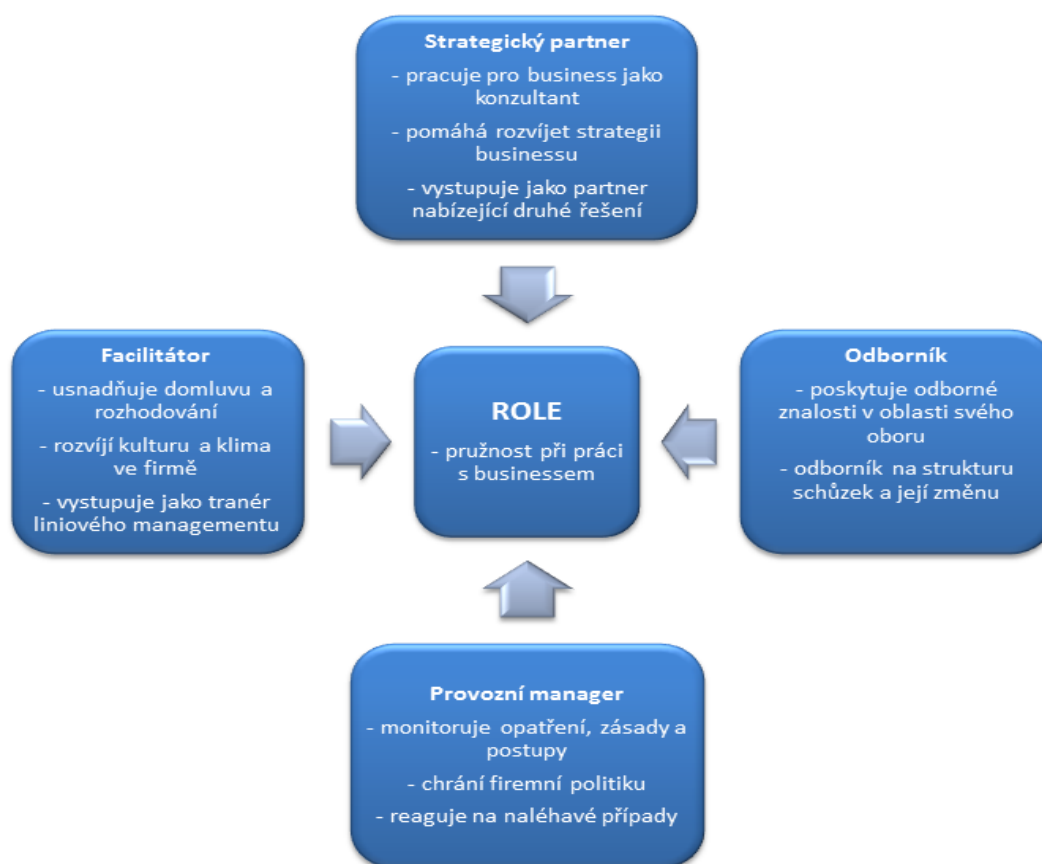 Strategický partner
- pracuje pro business jako
konzultant
- pomáhá rozvíjet strategii
businessu
- vystupuje jako partner
nabízející druhé řešení
Facilitátor
- usnadňuje domluvu a
rozhodování
- rozvíjí kulturu a klima
ve firmě
- vystupuje jako tranér
liniového managementu
ROLE
- pružnost při práci
s businessem
Odborník
- poskytuje odborné
znalosti v oblasti svého
oboru
- odborník na strukturu
schůzek a její změnu
Provozní manager
- monitoruje opatření, zásady a
postupy
- chrání firemní politiku
- reaguje na naléhavé případy